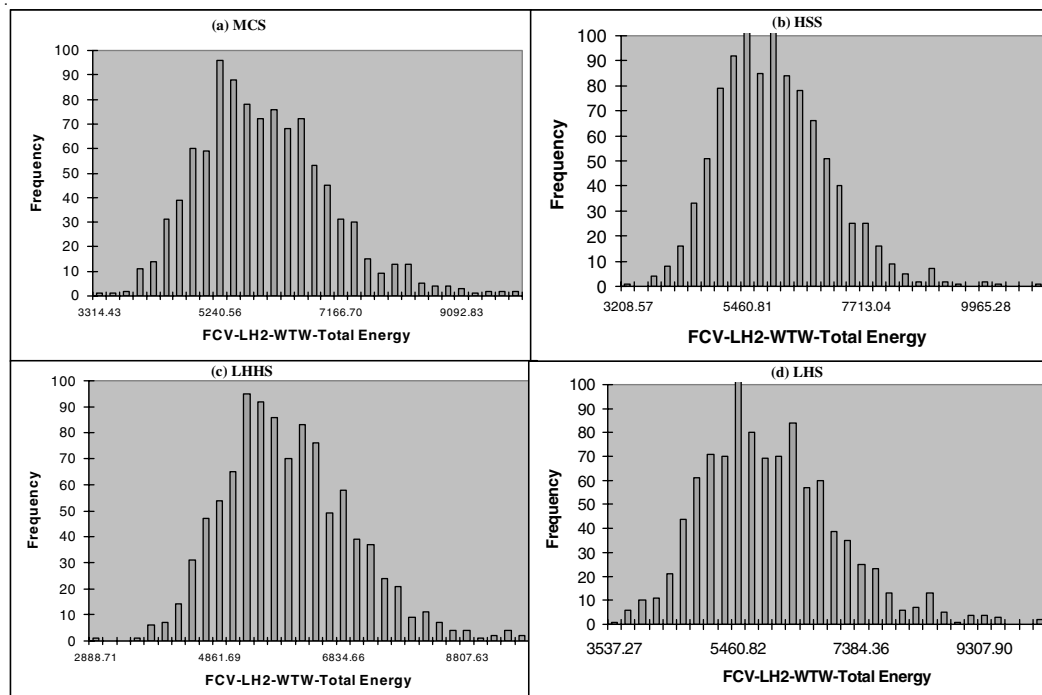 (a) MCS
100
90
80
70
60
50
40
30
20
10
0
Frequency
3314.43 5240.56 7166.70 9092.83
FCV-LH2-WTW-Total Energy
(b) HSS
100
90
80
70
60
50
40
30
20
10
0
Frequency
3208.57 5460.81 7713.04 9965.28
FCV-LH2-WTW-Total Energy
(c) LHHS
100
90
80
70
60
50
40
30
20
10
0
Frequency
2888.71 4861.69 6834.66 8807.63
FCV-LH2-WTW-Total Energy
(d) LHS
100
90
80
70
60
50
40
30
20
10
0
Frequency
3537.27 5460.82 7384.36 9307.90
FCV-LH2-WTW-Total Energy